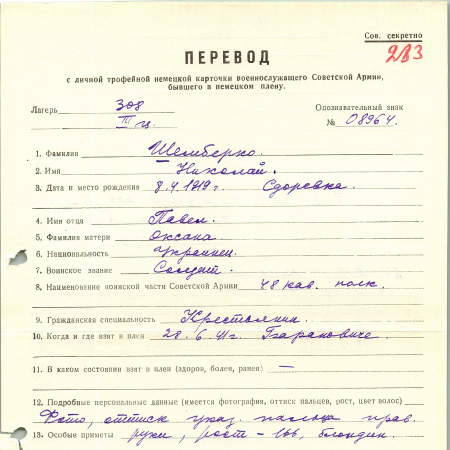 Сов. секретно
283
ПЕРЕВОД
с личной трофейной немецкой карточки военнослужащего Советской Армии,
бывшего в немецком плену.
Лагерь 308 Опознавательный знак
III ц. № 08964.
1. Фамилия Шемберко.
2. Имя Николай.
3. Дата и место рождения 8.4.1919г. Сдоревка.
4. Имя отца Павел.
5. Фамилия матери Оксана
6. Национальность Украинец.
7. Воинское звание Солдат.
8. Наименование воинской части Советской Армии 48 кав. полк.
9. Гражданская специальность Крестьянин.
10. Когда и где взят в плен 28.6.41г. Барановиче.
11. В каком состоянии взят в плен (здоров, болен, ранен) —
12. Подробные персональные данные (имеется фотография, оттиск пальцев, рост, цвет волос)
Фото, оттиск указ. пальца прав.
13. Особые приметы руки, рост - 166, блондин.